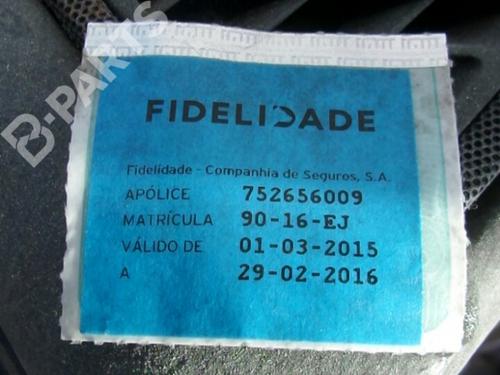 B-PARTS
FIDELIDADE
Fidelidade - Companhia de Seguros, S.A.
APÓLICE 752656009
MATRÍCULA 90-16-EJ
VÁLIDO DE 01-03-2015
A 29-02-2016